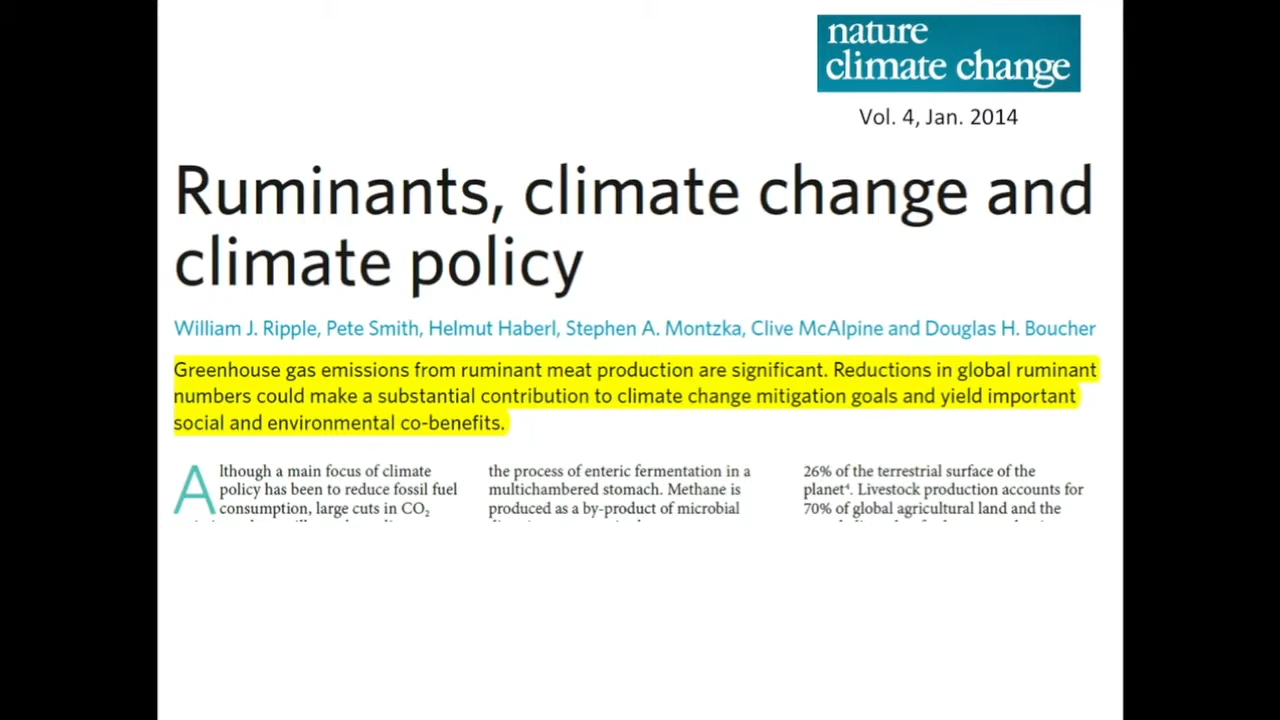 nature
climate change
Vol. 4, Jan. 2014
Ruminants, climate change and
climate policy
William J. Ripple, Pete Smith, Helmut Haberl, Stephen A. Montzka, Clive McAlpine and Douglas H. Boucher
Greenhouse gas emissions from ruminant meat production are significant. Reductions in global ruminant
numbers could make a substantial contribution to climate change mitigation goals and yield important
social and environmental co-benefits.
Although a main focus of climate
policy has been to reduce fossil fuel
consumption, large cuts in CO₂
the process of enteric fermentation in a
multichambered stomach. Methane is
produced as a by-product of microbial
26% of the terrestrial surface of the
planet⁴. Livestock production accounts for
70% of global agricultural land and the